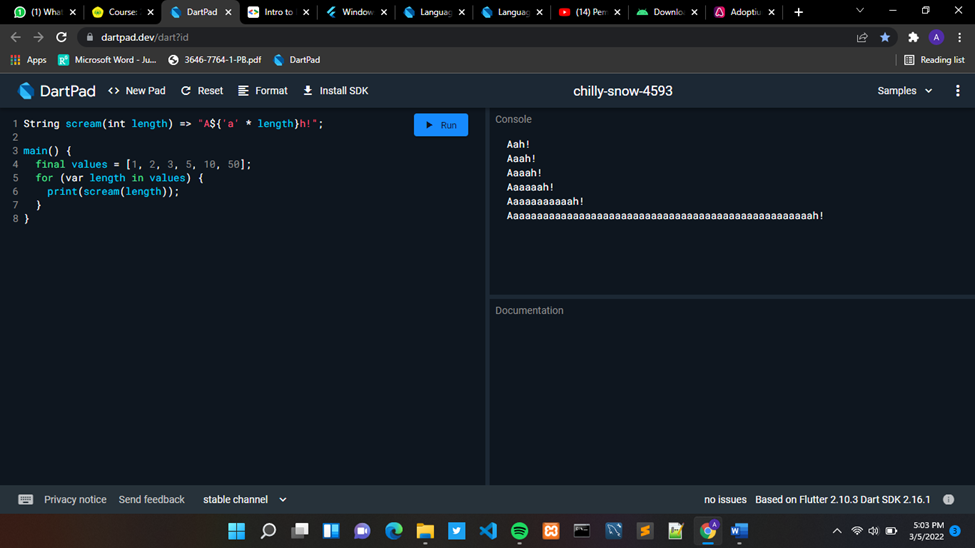 (1) What
Course:
DartPad
Intro to
Window
Languag
Languag
(14) Pem
Downlo
Adoptiu
dartpad.dev/dart?id
A
Apps
Microsoft Word - Ju...
3646-7764-1-PB.pdf
DartPad
Reading list
DartPad
<> New Pad
Reset
Format
Install SDK
chilly-snow-4593
Samples
1 String scream(int length) => "A${'a' * length}h!";
2
3 main() {
4 final values = [1, 2, 3, 5, 10, 50];
5 for (var length in values) {
6 print(scream(length));
7 }
8 }
Run
Console
Aah!
Aaah!
Aaaah!
Aaaaaah!
Aaaaaaaaaaah!
Aaaaaaaaaaaaaaaaaaaaaaaaaaaaaaaaaaaaaaaaaaaaaaaaaaah!
Documentation
Privacy notice
Send feedback
stable channel
no issues
Based on Flutter 2.10.3 Dart SDK 2.16.1
5:03 PM
3/5/2022
3